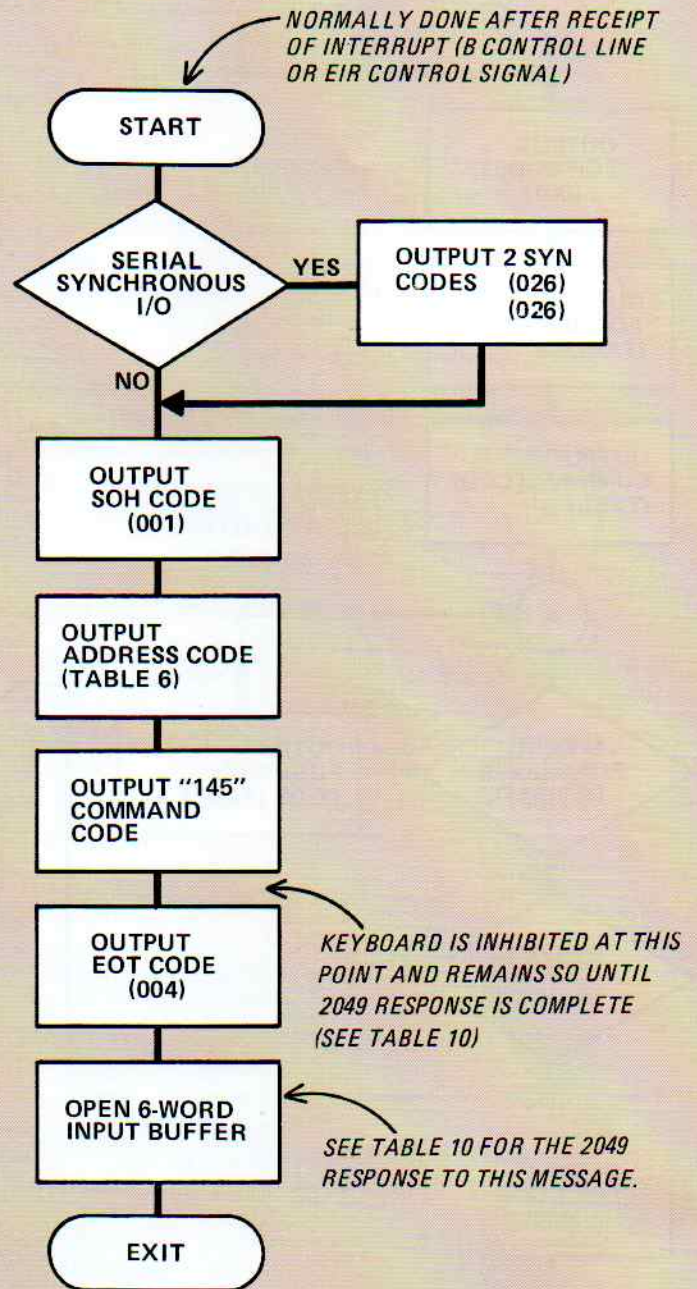 NORMALLY DONE AFTER RECEIPT
OF INTERRUPT (B CONTROL LINE
OR EIR CONTROL SIGNAL)
START
SERIAL
SYNCHRONOUS
I/O
YES
OUTPUT 2 SYN
CODES (026)
(026)
NO
OUTPUT
SOH CODE
(001)
OUTPUT
ADDRESS CODE
(TABLE 6)
OUTPUT "145"
COMMAND
CODE
OUTPUT
EOT CODE
(004)
KEYBOARD IS INHIBITED AT THIS
POINT AND REMAINS SO UNTIL
2049 RESPONSE IS COMPLETE
(SEE TABLE 10)
OPEN 6-WORD
INPUT BUFFER
SEE TABLE 10 FOR THE 2049
RESPONSE TO THIS MESSAGE.
EXIT